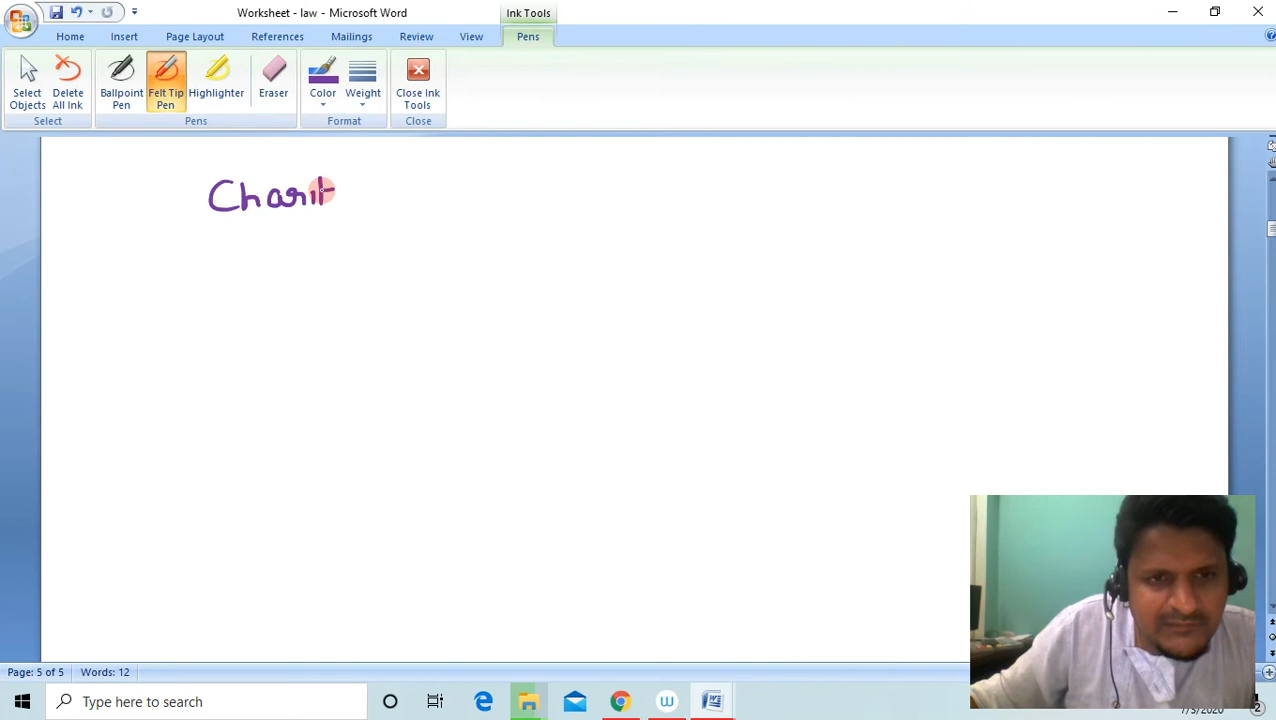 Worksheet - law - Microsoft Word
Ink Tools
Home Insert Page Layout References Mailings Review View Pens
Select Objects
Delete All Ink
Ballpoint Pen
Felt Tip Pen
Highlighter
Eraser
Color
Weight
Close Ink Tools
Select Pens Format Close
Charit
Page: 5 of 5 Words: 12
Type here to search